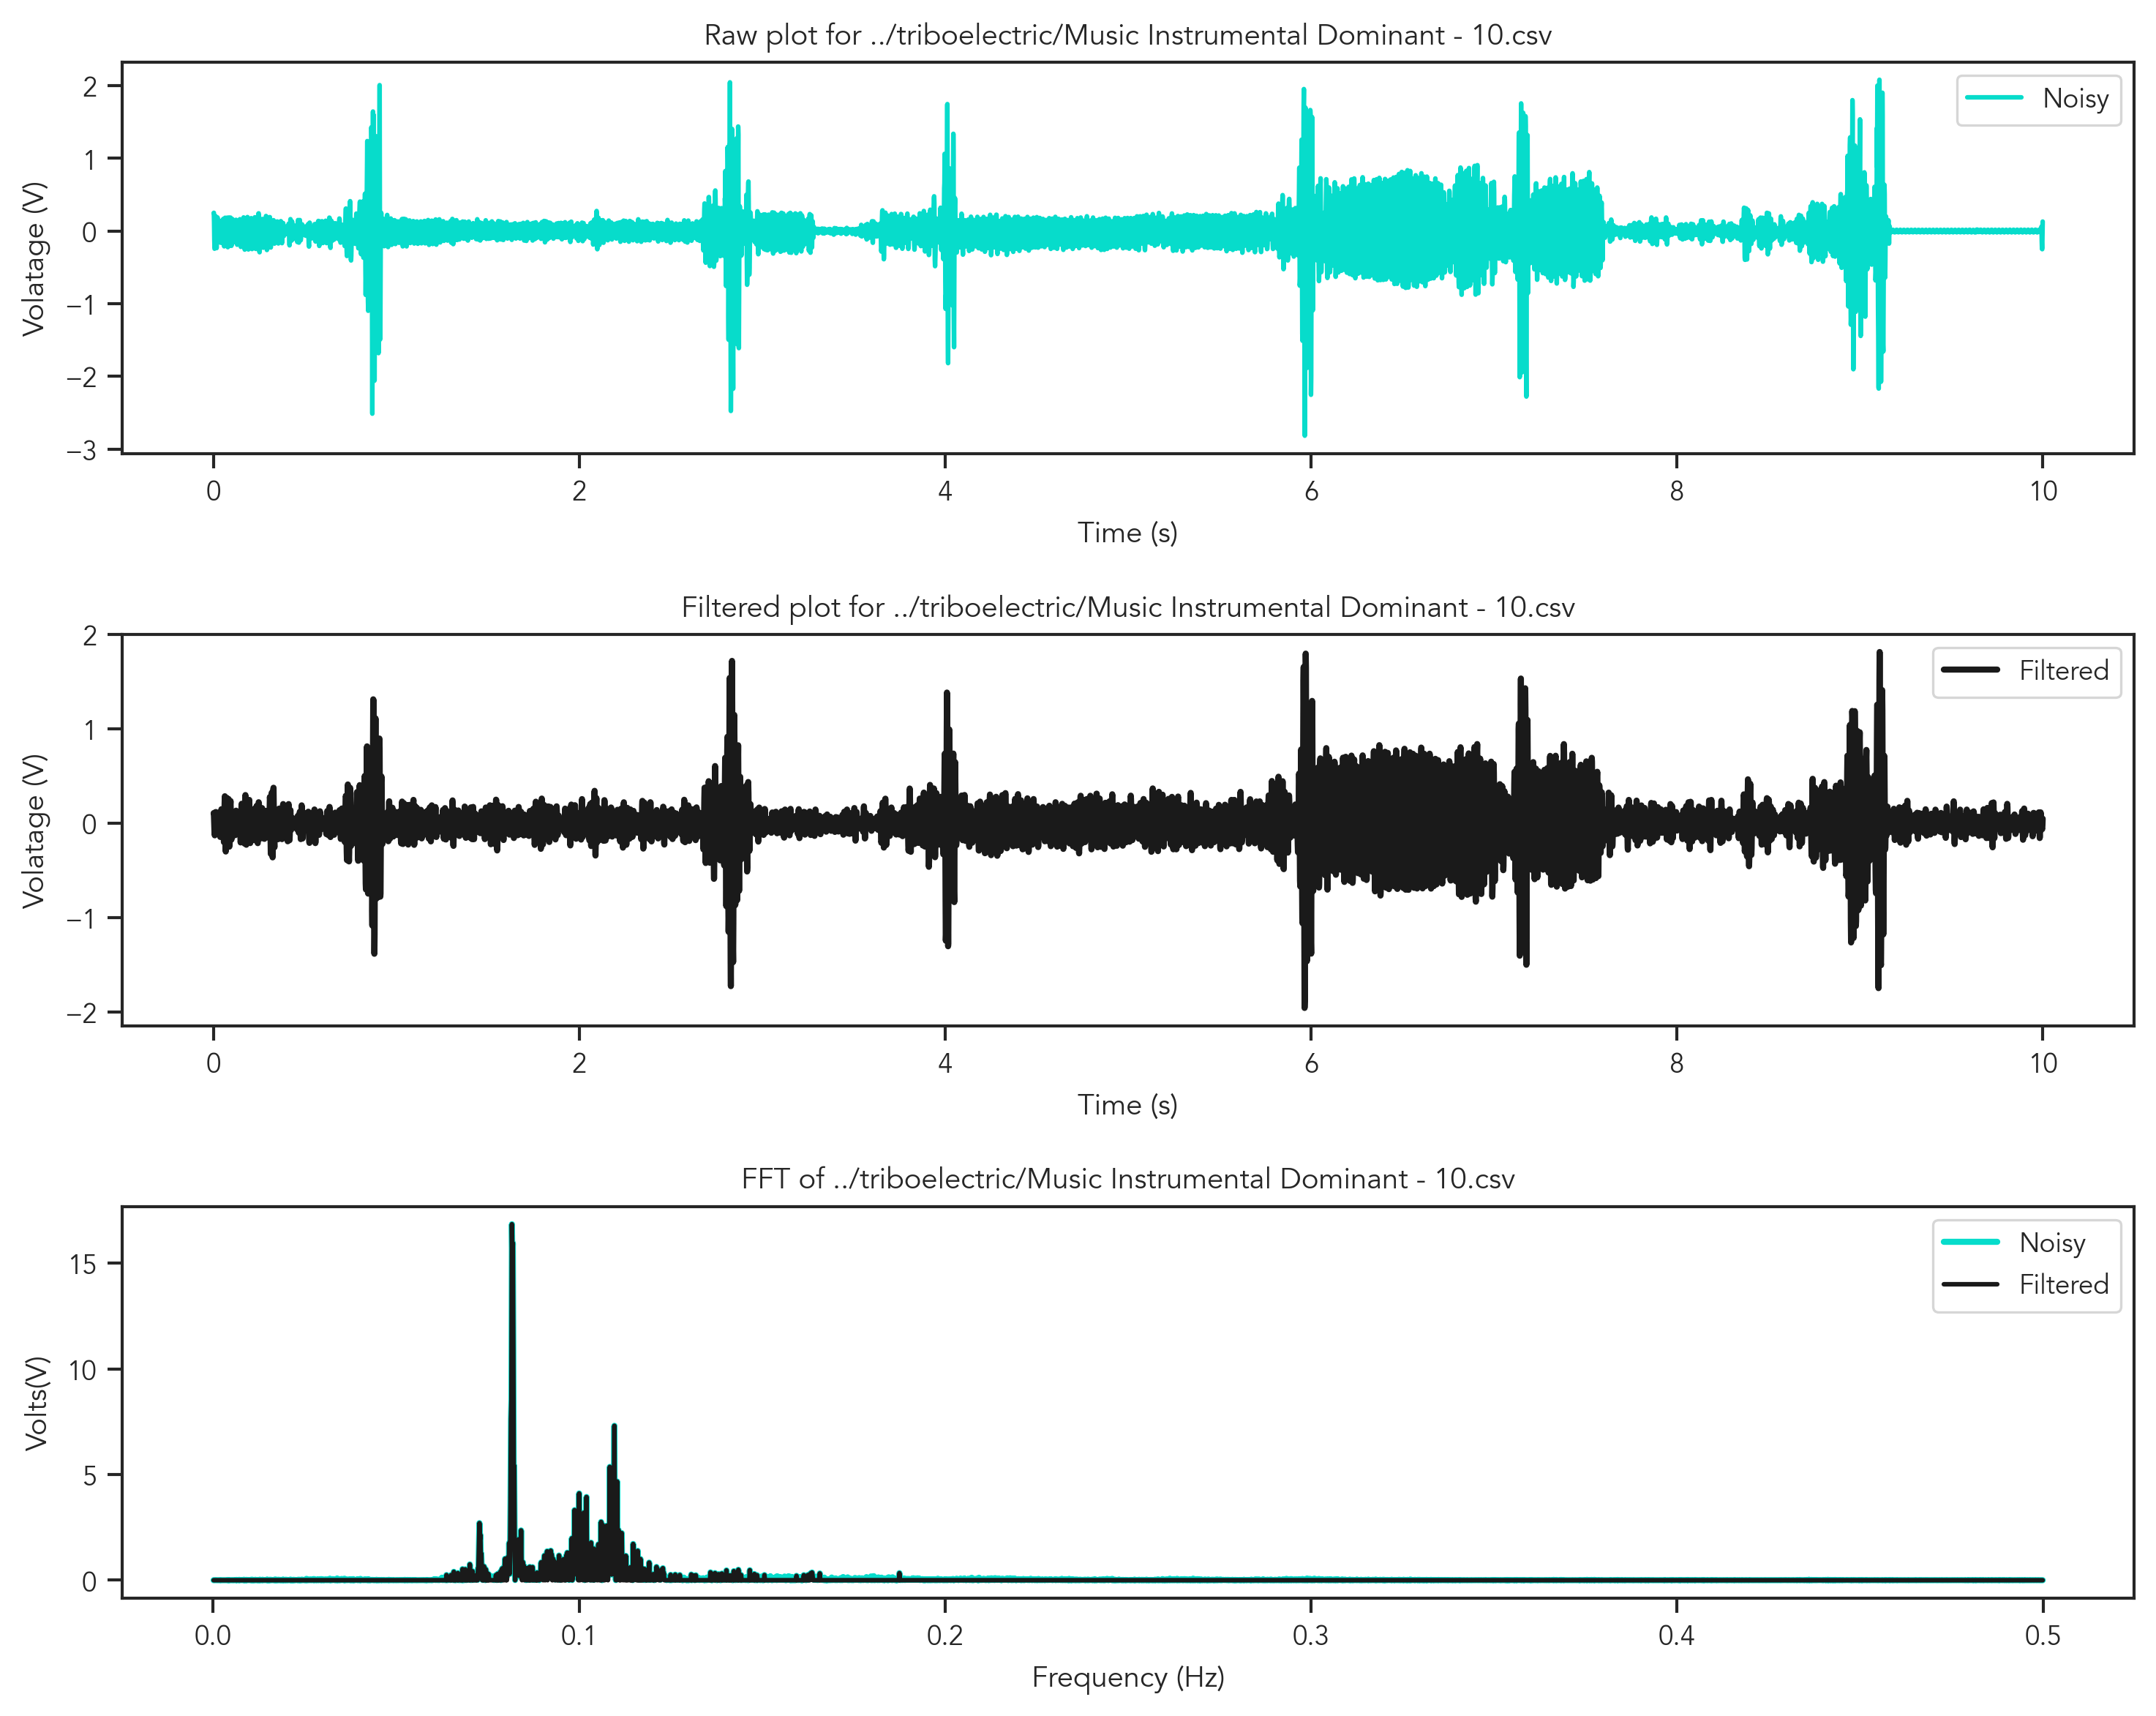 Raw plot for ../triboelectric/Music Instrumental Dominant - 10.csv
Noisy
Volatage (V)
2
1
0
−1
−2
−3
0 2 4 6 8 10
Time (s)
Filtered plot for ../triboelectric/Music Instrumental Dominant - 10.csv
Filtered
Volatage (V)
2
1
0
−1
−2
0 2 4 6 8 10
Time (s)
FFT of ../triboelectric/Music Instrumental Dominant - 10.csv
Noisy
Filtered
Volts(V)
15
10
5
0
0.0 0.1 0.2 0.3 0.4 0.5
Frequency (Hz)